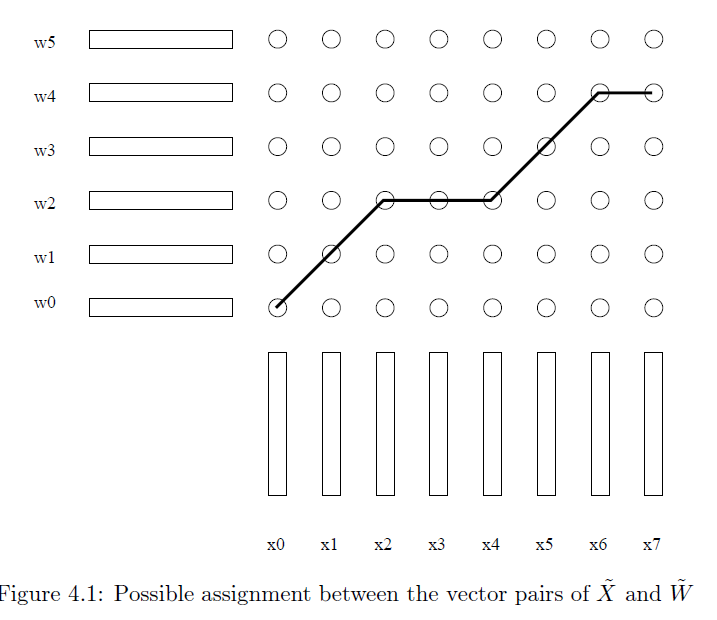 w5
w4
w3
w2
w1
w0
x0 x1 x2 x3 x4 x5 x6 x7
Figure 4.1: Possible assignment between the vector pairs of X̃ and W̃